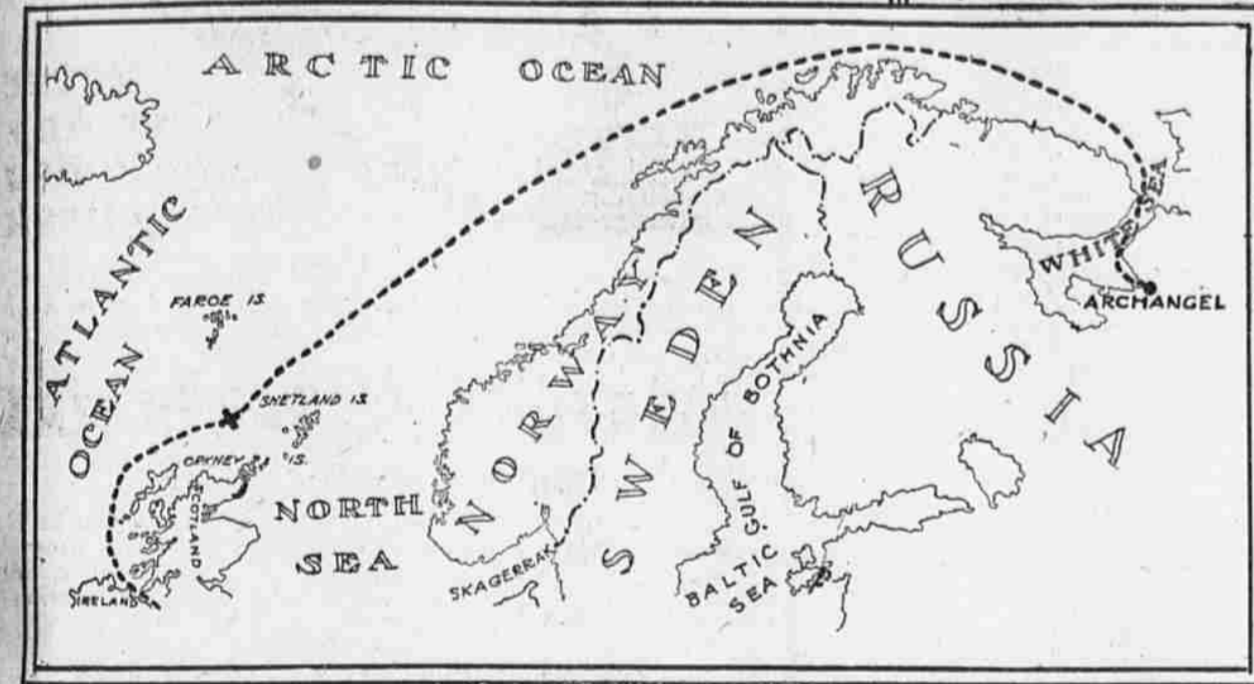 ARCTIC OCEAN
ATLANTIC
OCEAN
FAROE IS.
SHETLAND IS.
ORKNEY
IS.
SCOTLAND
IRELAND
NORTH
SEA
NORWAY
SWEDEN
RUSSIA
WHITE SEA
ARCHANGEL
GULF OF BOTHNIA
SKAGERRAK
BALTIC
SEA